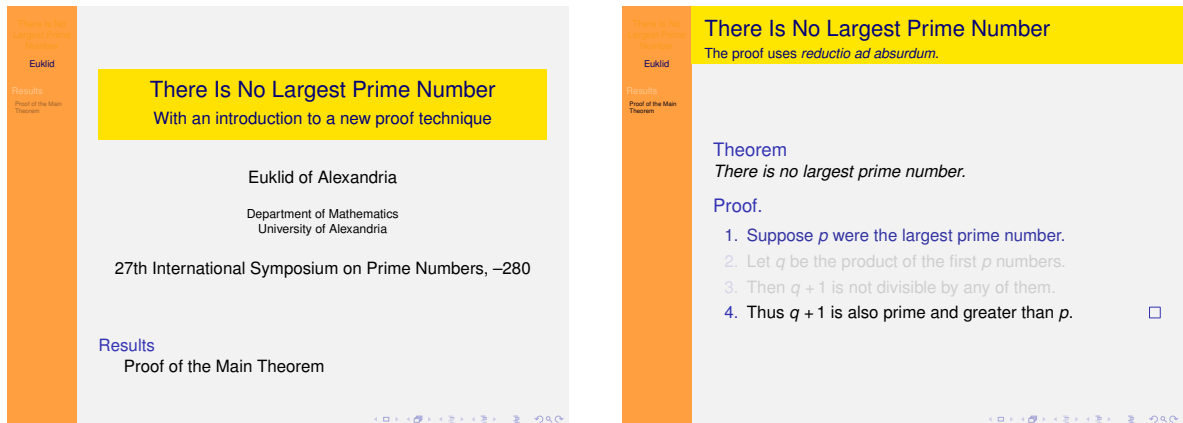 There Is No
Largest Prime
Number
Euklid
Results
Proof of the Main
Theorem
There Is No Largest Prime Number
With an introduction to a new proof technique
Euklid of Alexandria
Department of Mathematics
University of Alexandria
27th International Symposium on Prime Numbers, –280
Results
Proof of the Main Theorem
There Is No
Largest Prime
Number
Euklid
Results
Proof of the Main
Theorem
There Is No Largest Prime Number
The proof uses reductio ad absurdum.
Theorem
There is no largest prime number.
Proof.
1. Suppose p were the largest prime number.
2. Let q be the product of the first p numbers.
3. Then q + 1 is not divisible by any of them.
4. Thus q + 1 is also prime and greater than p. □